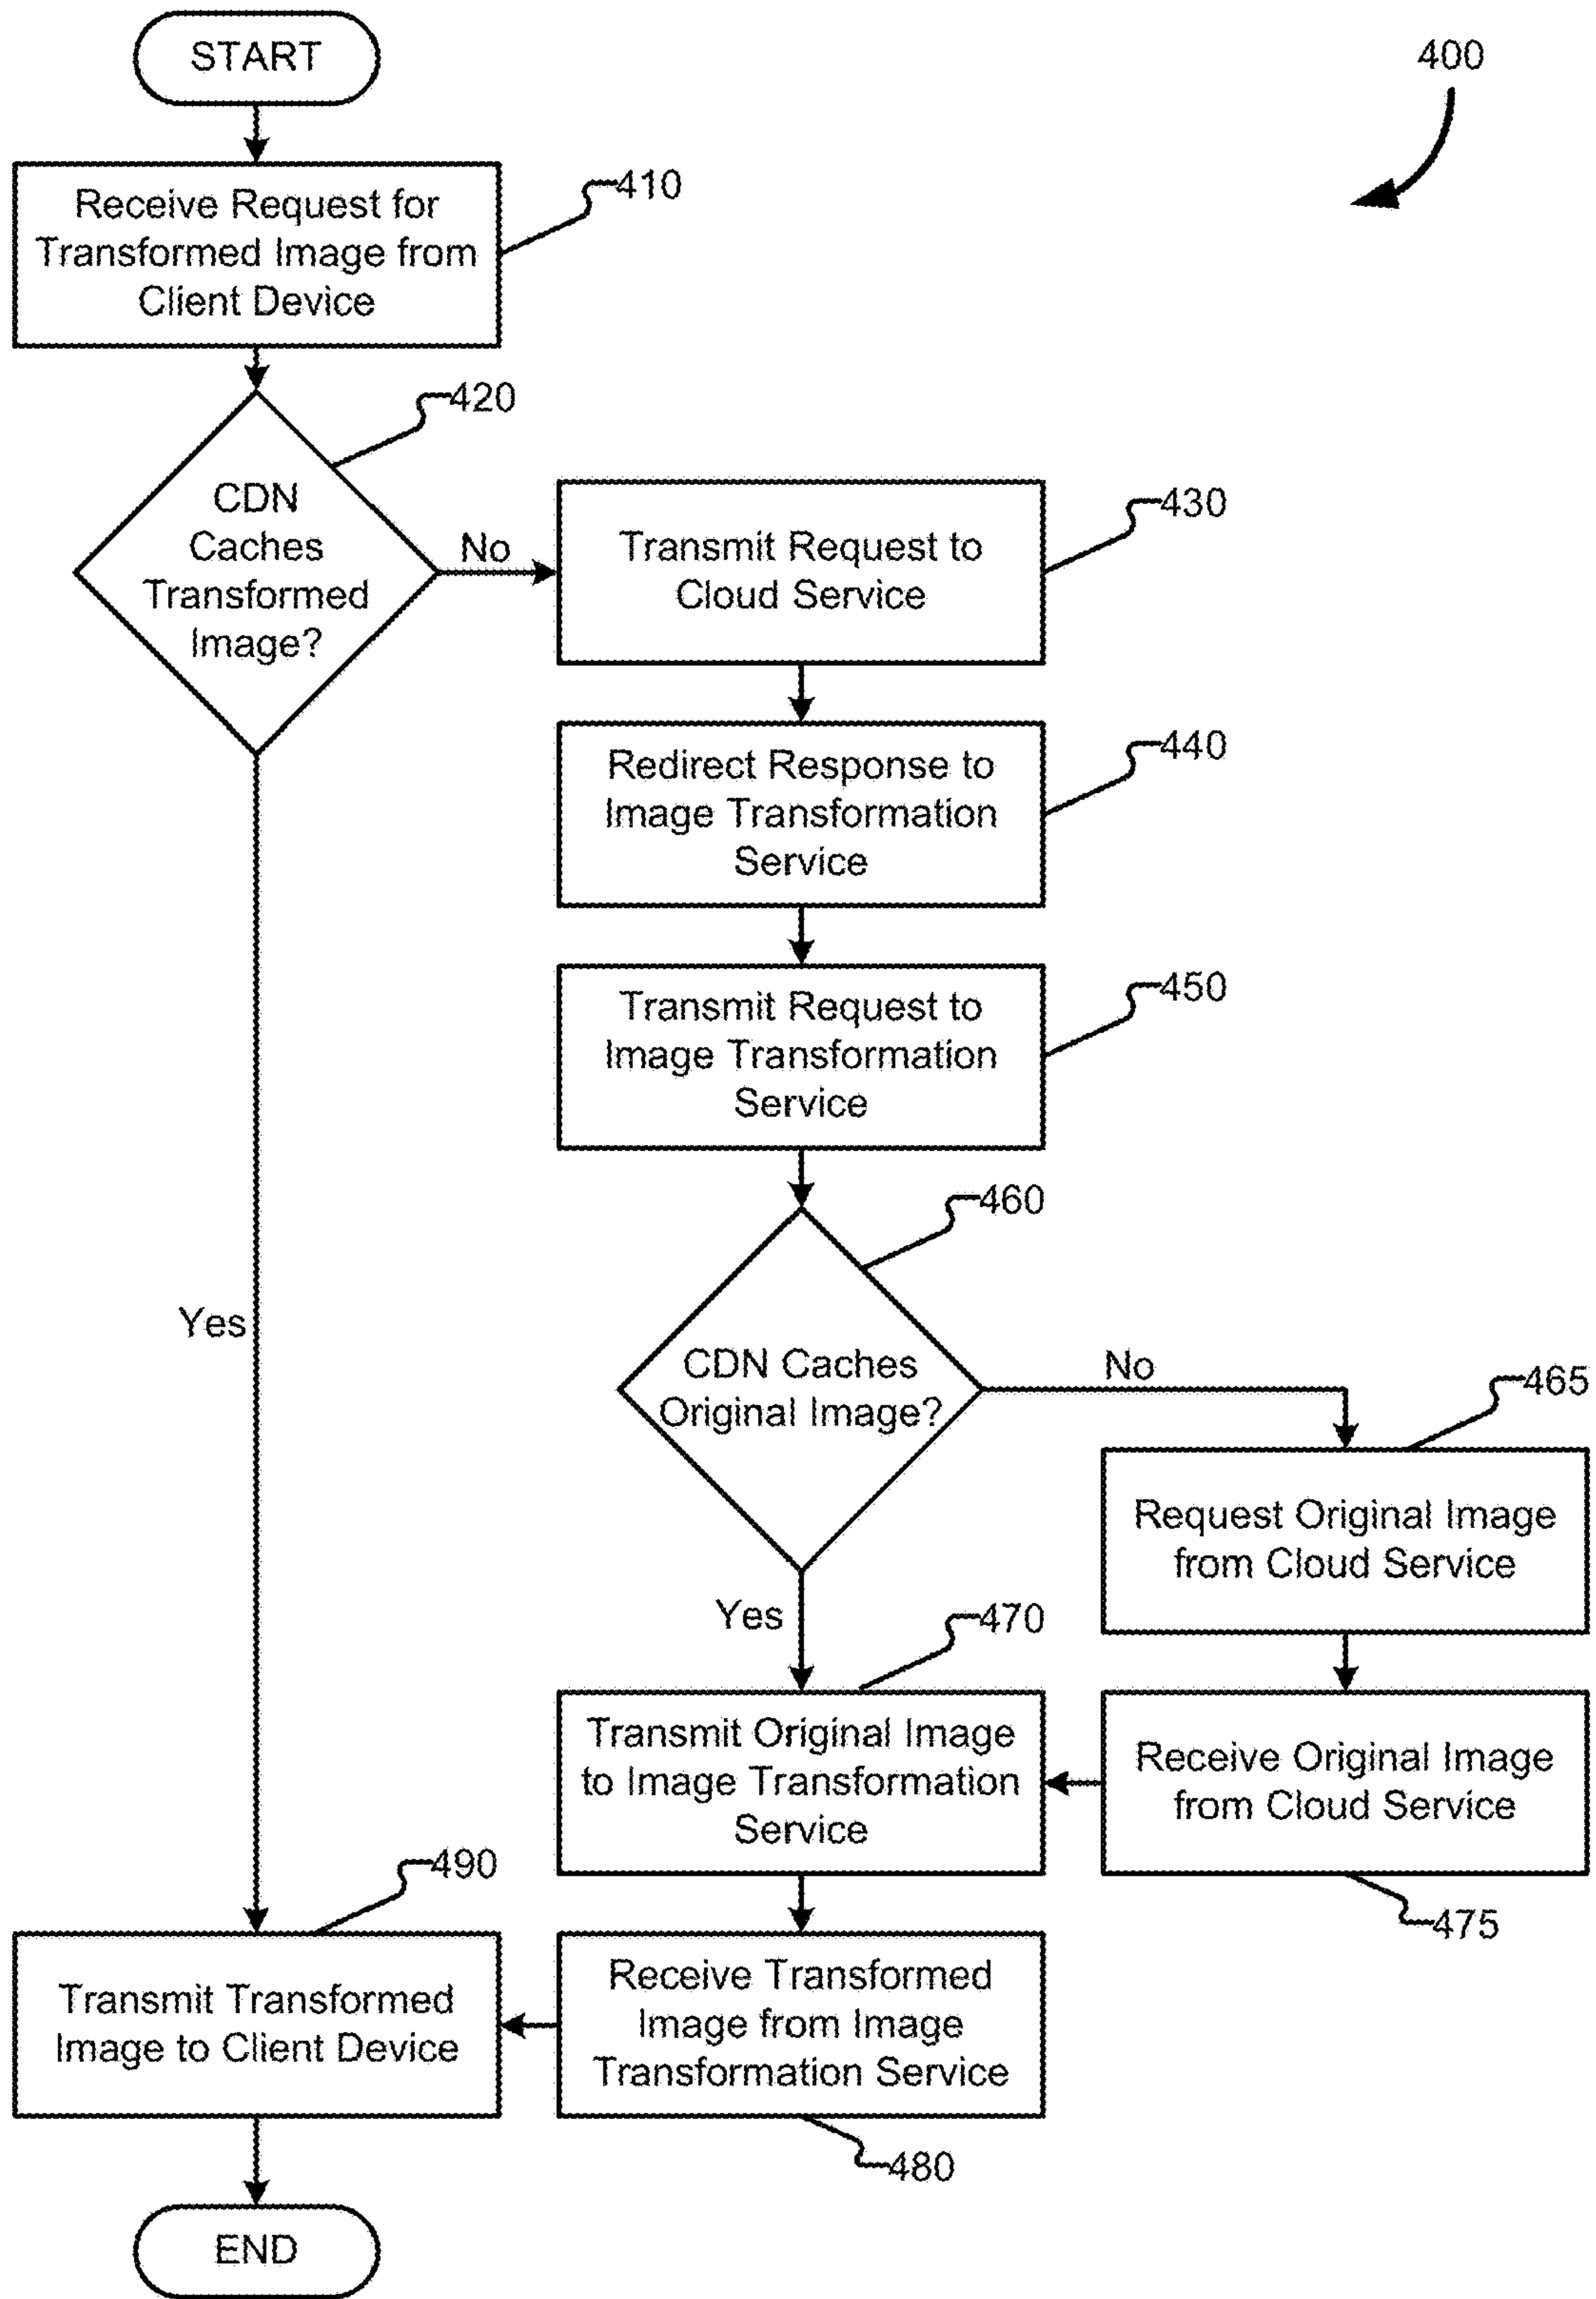 START
400
Receive Request for
Transformed Image from
Client Device
410
420
CDN
Caches
Transformed
Image?
No
Transmit Request to
Cloud Service
430
Redirect Response to
Image Transformation
Service
440
Transmit Request to
Image Transformation
Service
450
460
CDN Caches
Original Image?
Yes
No
465
Request Original Image
from Cloud Service
Yes
470
Transmit Original Image
to Image Transformation
Service
Receive Original Image
from Cloud Service
475
490
Transmit Transformed
Image to Client Device
Receive Transformed
Image from Image
Transformation Service
480
END